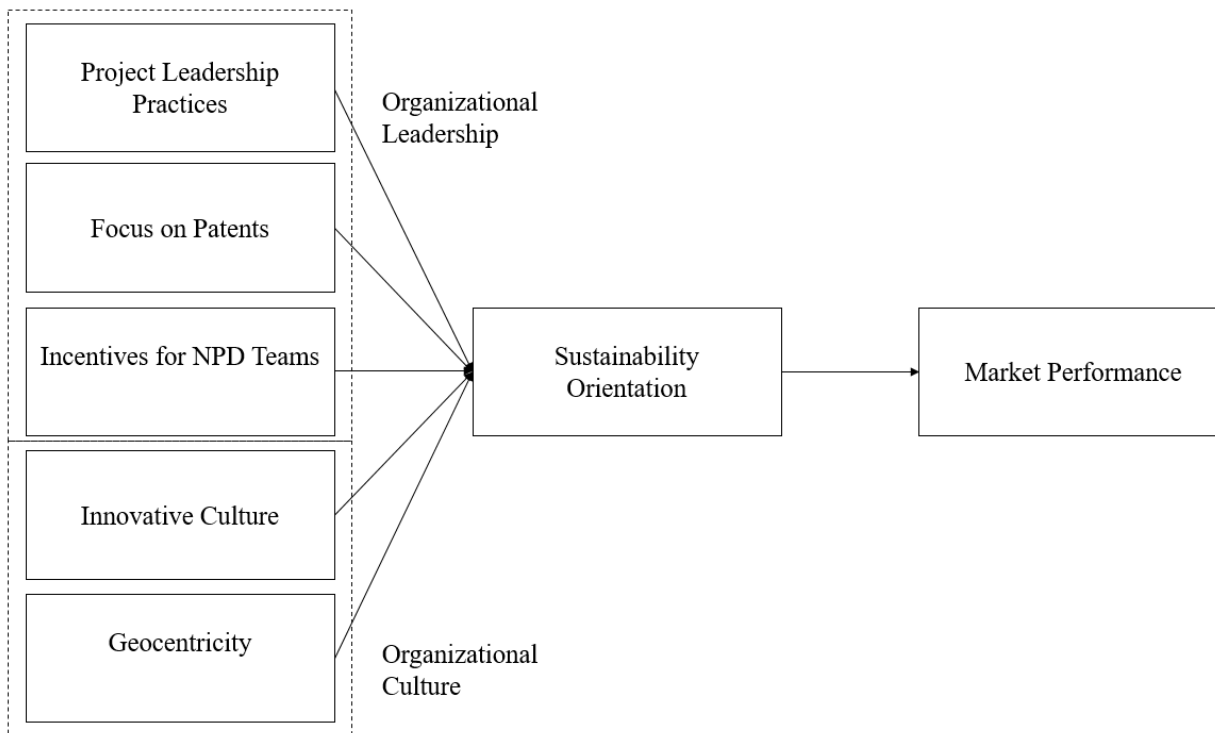 Project Leadership
Practices
Organizational
Leadership
Focus on Patents
Incentives for NPD Teams
Sustainability
Orientation
Market Performance
Innovative Culture
Geocentricity
Organizational
Culture